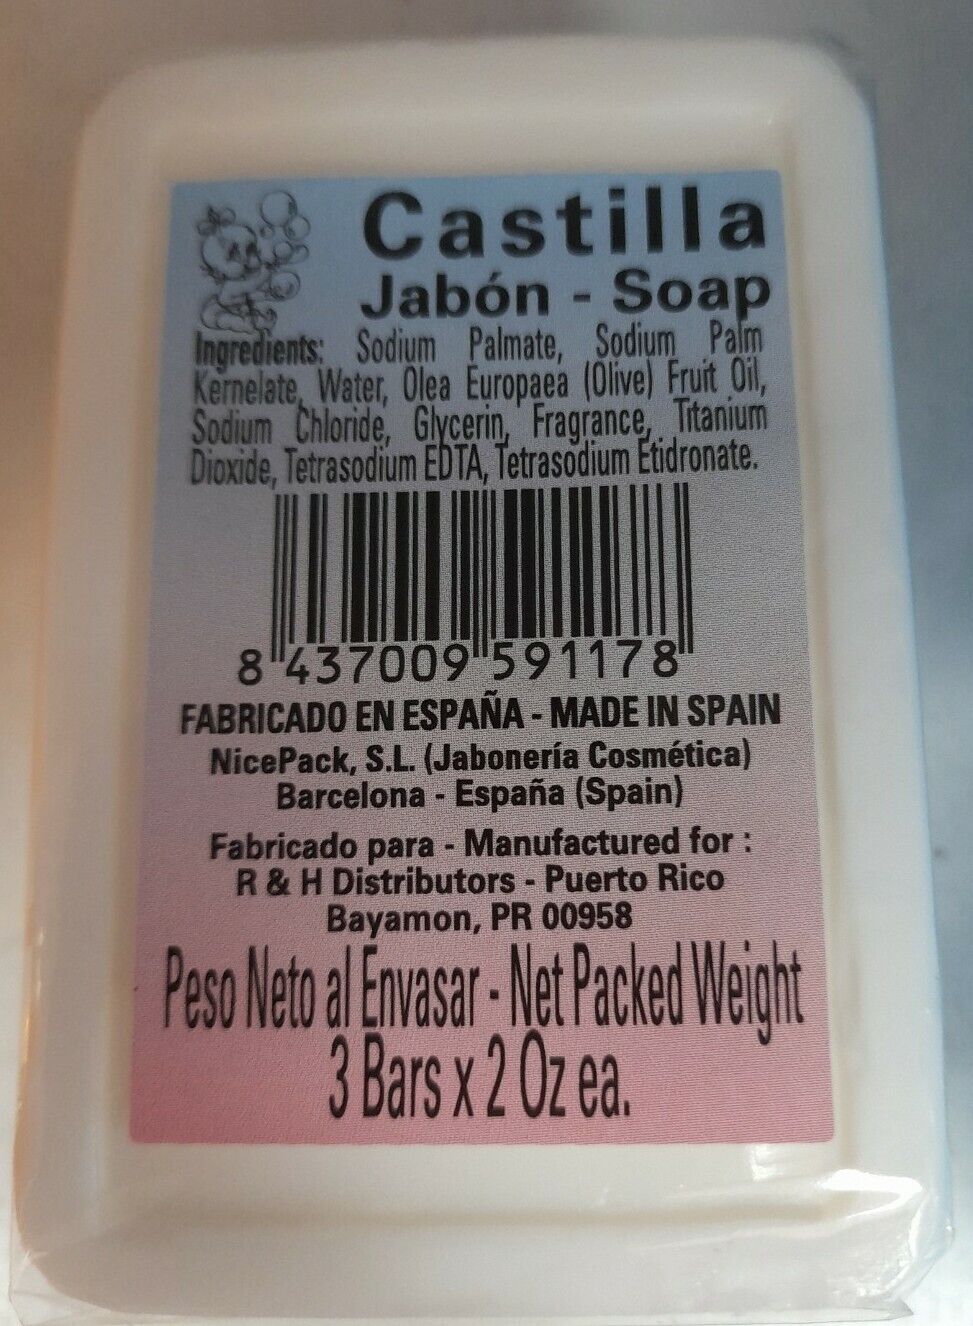 Castilla
Jabón - Soap
Ingredients: Sodium Palmate, Sodium Palm
Kernelate, Water, Olea Europaea (Olive) Fruit Oil,
Sodium Chloride, Glycerin, Fragrance, Titanium
Dioxide, Tetrasodium EDTA, Tetrasodium Etidronate.
8 437009 591178
FABRICADO EN ESPAÑA - MADE IN SPAIN
NicePack, S.L. (Jabonería Cosmética)
Barcelona - España (Spain)
Fabricado para - Manufactured for :
R & H Distributors - Puerto Rico
Bayamon, PR 00958
Peso Neto al Envasar - Net Packed Weight
3 Bars x 2 Oz ea.